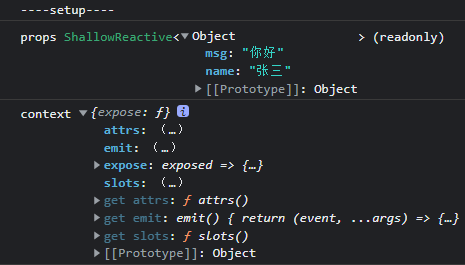 ----setup----
props ShallowReactive<▼Object > (readonly)
msg: "你好"
name: "张三"
▶[[Prototype]]: Object
context ▼{expose: ƒ} i
attrs: (…)
emit: (…)
▶expose: exposed => {…}
slots: (…)
▶get attrs: ƒ attrs()
▶get emit: emit() { return (event, ...args) => {…}
▶get slots: ƒ slots()
▶[[Prototype]]: Object